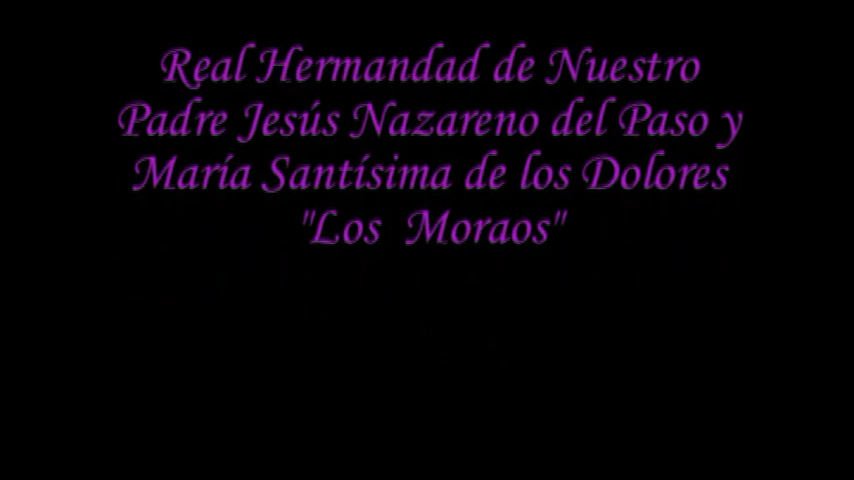 Real Hermandad de Nuestro
Padre Jesús Nazareno del Paso y
María Santísima de los Dolores
"Los Moraos"